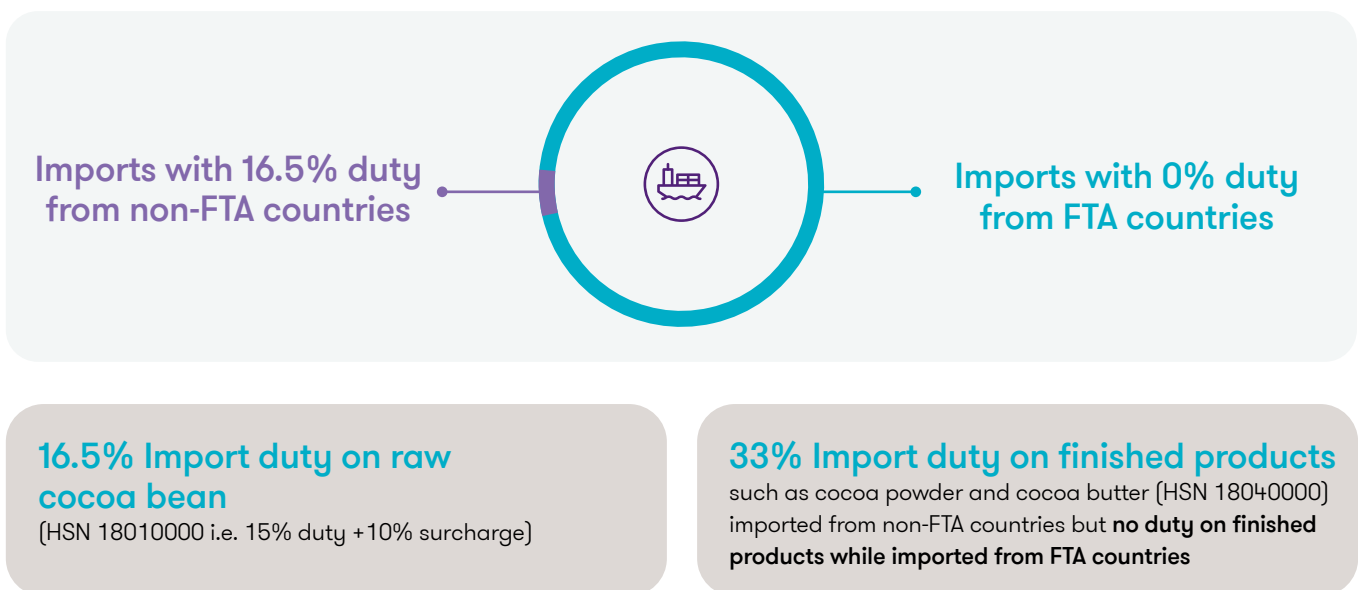 Imports with 16.5% duty
from non-FTA countries
Imports with 0% duty
from FTA countries
16.5% Import duty on raw
cocoa bean
(HSN 18010000 i.e. 15% duty +10% surcharge)
33% Import duty on finished products
such as cocoa powder and cocoa butter (HSN 18040000)
imported from non-FTA countries but no duty on finished
products while imported from FTA countries